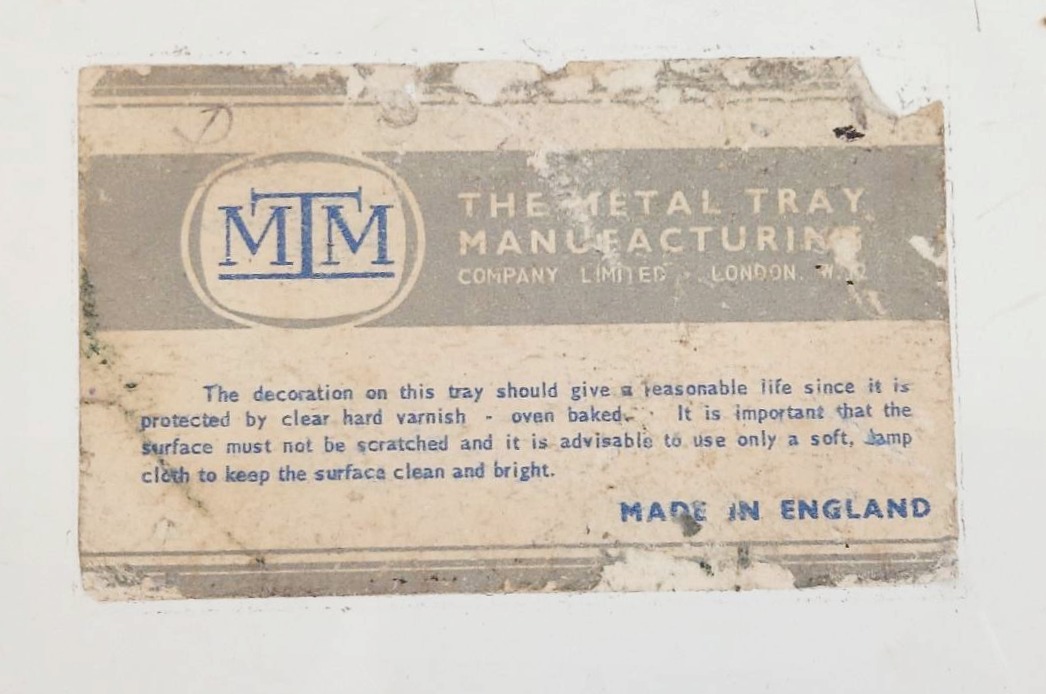 MTM
THE METAL TRAY
MANUFACTURING
COMPANY LIMITED - LONDON. W.
The decoration on this tray should give a reasonable life since it is
protected by clear hard varnish - oven baked. It is important that the
surface must not be scratched and it is advisable to use only a soft, damp
cloth to keep the surface clean and bright.
MADE IN ENGLAND